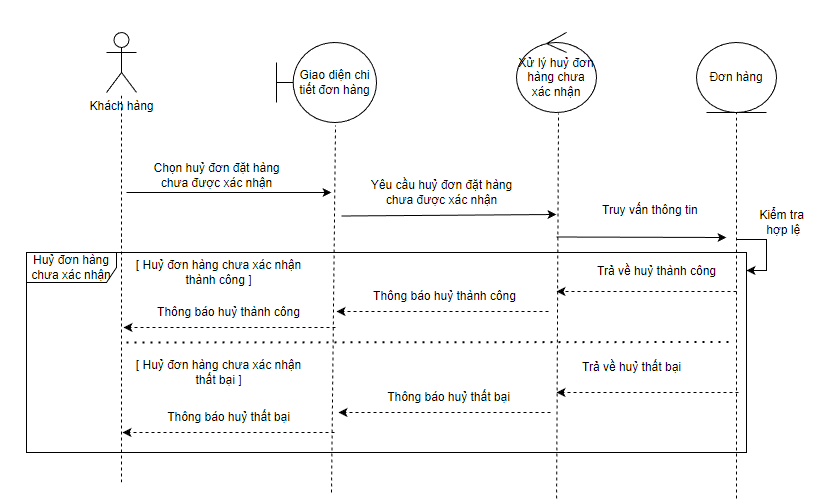 Khách hàng
Giao diện chi
tiết đơn hàng
Xử lý huỷ đơn
hàng chưa
xác nhận
Đơn hàng
Chọn huỷ đơn đặt hàng
chưa được xác nhận
Yêu cầu huỷ đơn đặt hàng
chưa được xác nhận
Truy vấn thông tin
Kiểm tra
hợp lệ
Huỷ đơn hàng
chưa xác nhận
[ Huỷ đơn hàng chưa xác nhận
thành công ]
Trả về huỷ thành công
Thông báo huỷ thành công
Thông báo huỷ thành công
[ Huỷ đơn hàng chưa xác nhận
thất bại ]
Trả về huỷ thất bại
Thông báo huỷ thất bại
Thông báo huỷ thất bại